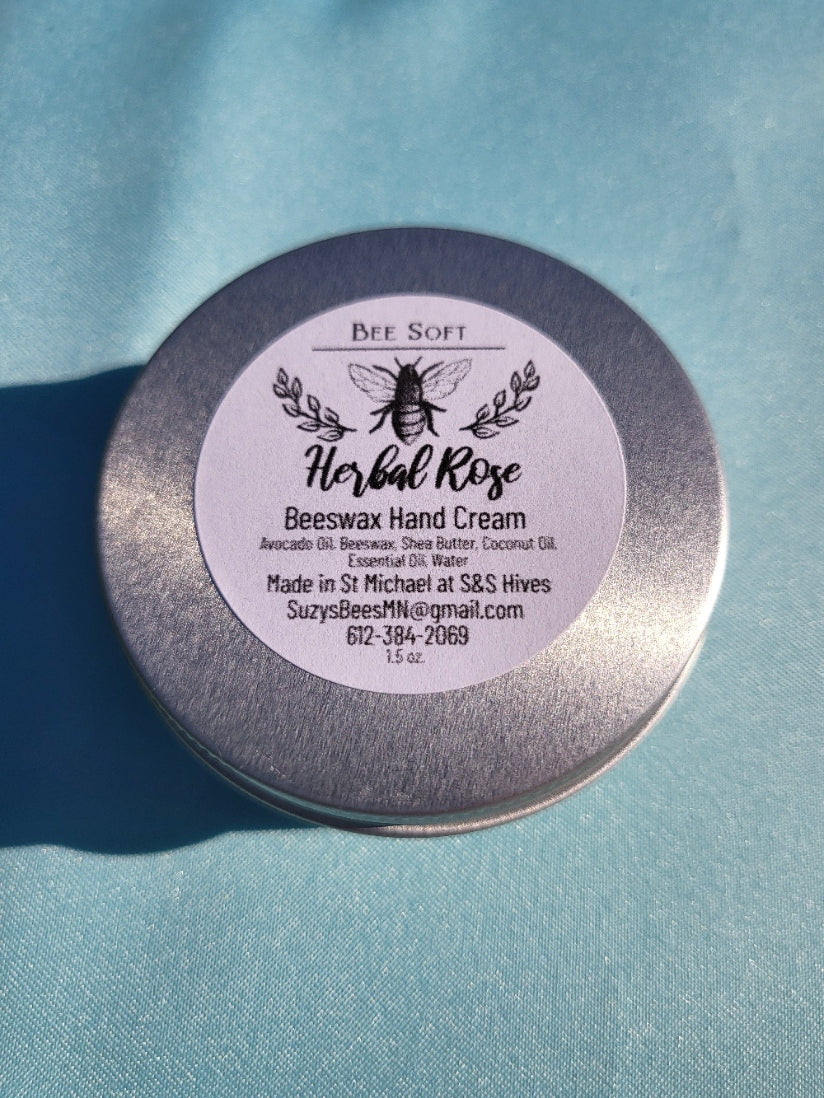 BEE SOFT
Herbal Rose
Beeswax Hand Cream
Avocado Oil, Beeswax, Shea Butter, Coconut Oil,
Essential Oil, Water
Made in St Michael at S&S Hives
SuzysBeesMN@gmail.com
612-384-2069
1.5 oz.